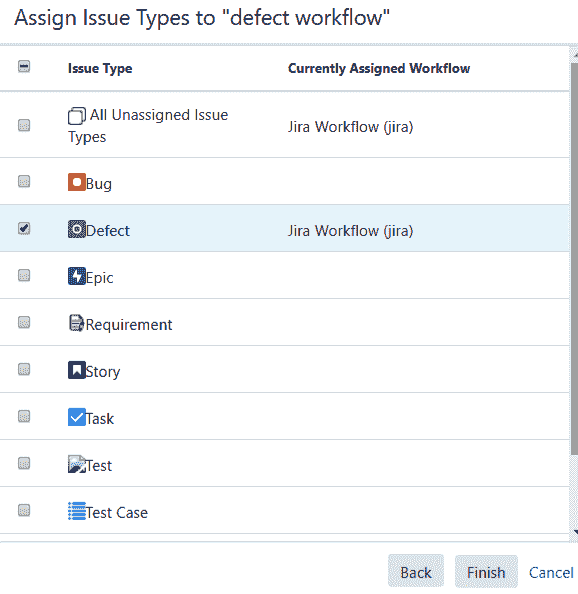 Assign Issue Types to "defect workflow"
Issue Type Currently Assigned Workflow
All Unassigned Issue
Types
Jira Workflow (jira)
Bug
Defect Jira Workflow (jira)
Epic
Requirement
Story
Task
Test
Test Case
Back Finish Cancel